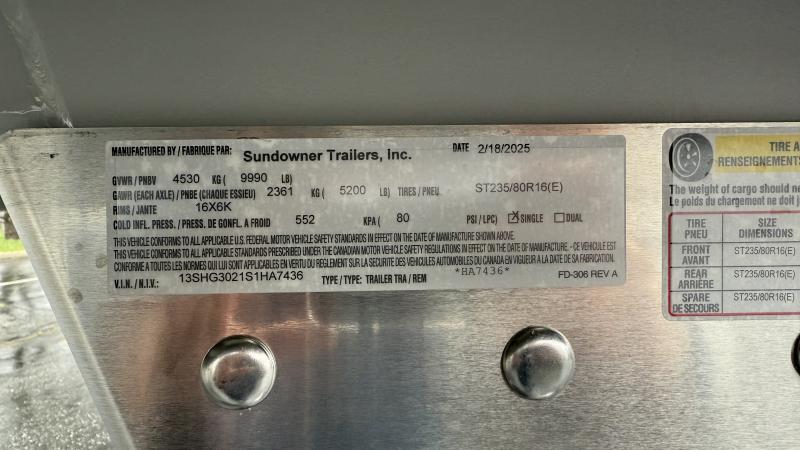 MANUFACTURED BY / FABRIQUE PAR: Sundowner Trailers, Inc. DATE 2/18/2025
GVWR / PNBV 4530 KG ( 9990 LB)
GAWR (EACH AXLE) / PNBE (CHAQUE ESSIEU) 2361 KG ( 5200 LB) TIRES / PNEU. ST235/80R16(E)
RIMS / JANTE 16X6K
COLD INFL. PRESS. / PRESS. DE GONFL. A FROID 552 KPA ( 80 PSI / LPC) X SINGLE DUAL
THIS VEHICLE CONFORMS TO ALL APPLICABLE U.S. FEDERAL MOTOR VEHICLE SAFETY STANDARDS IN EFFECT ON THE DATE OF MANUFACTURE SHOWN ABOVE.
THIS VEHICLE CONFORMS TO ALL APPLICABLE STANDARDS PRESCRIBED UNDER THE CANADIAN MOTOR VEHICLE SAFETY REGULATIONS IN EFFECT ON THE DATE OF MANUFACTURE. - CE VEHICULE EST
CONFORME A TOUTES LES NORMES QUI LUI SONT APPLICABLES EN VERTU DU REGLEMENT SUR LA SECURITE DES VEHICULES AUTOMOBILES DU CANADA EN VIGUEUR A LA DATE DE SA FABRICATION.
V.I.N. / N.I.V.: 13SHG3021S1HA7436 TYPE / TYPE: TRAILER TRA / REM *HA7436* FD-306 REV A
TIRE A
RENSEIGNEMENTS
The weight of cargo should ne
Le poids du chargement ne doit j
TIRE SIZE
PNEU DIMENSIONS
FRONT ST235/80R16(E)
AVANT
REAR ST235/80R16(E)
ARRIÈRE
SPARE ST235/80R16(E)
DE SECOURS